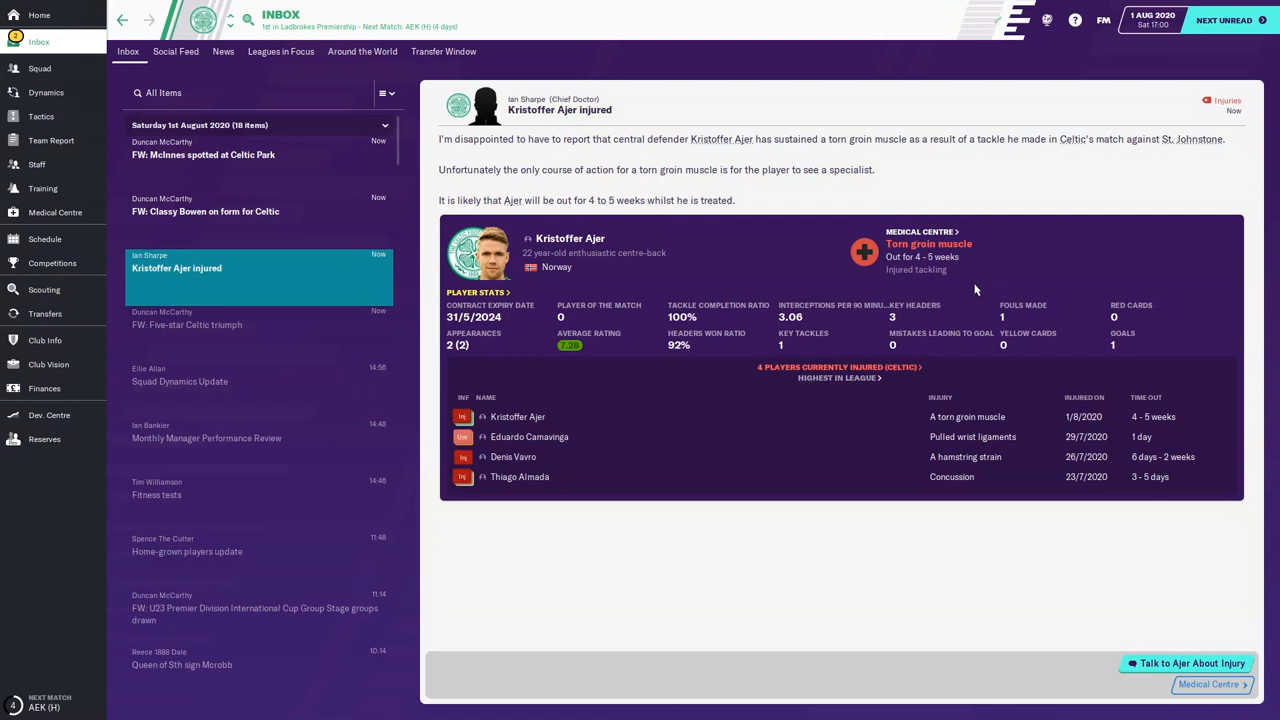 Home
2
Inbox
Squad
Dynamics
Tactics
Team Report
Staff
Training
Medical Centre
Schedule
Competitions
Scouting
Transfers
Club Info
Club Vision
Finances
Dev. Centre
Reserves
NEXT MATCH
AEK (H)
INBOX
1st in Ladbrokes Premiership - Next Match: AEK (H) (4 days)
?
FM
1 AUG 2020
Sat 17:00
NEXT UNREAD
Inbox
Social Feed
News
Leagues in Focus
Around the World
Transfer Window
All Items
Saturday 1st August 2020 (18 items)
Duncan McCarthy Now
FW: McInnes spotted at Celtic Park
Duncan McCarthy Now
FW: Classy Bowen on form for Celtic
Ian Sharpe Now
Kristoffer Ajer injured
Duncan McCarthy Now
FW: Five-star Celtic triumph
Ellie Allan 14:56
Squad Dynamics Update
Ian Bankier 14:48
Monthly Manager Performance Review
Tim Williamson 14:46
Fitness tests
Spence The Cutter 11:48
Home-grown players update
Duncan McCarthy 11:14
FW: U23 Premier Division International Cup Group Stage groups
drawn
Reece 1888 Dale 10:14
Queen of Sth sign Mcrobb
Ian Sharpe (Chief Doctor)
Kristoffer Ajer injured
Injuries
Now
I'm disappointed to have to report that central defender Kristoffer Ajer has sustained a torn groin muscle as a result of a tackle he made in Celtic's match against St. Johnstone.
Unfortunately the only course of action for a torn groin muscle is for the player to see a specialist.
It is likely that Ajer will be out for 4 to 5 weeks whilst he is treated.
Kristoffer Ajer
22 year-old enthusiastic centre-back
Norway
MEDICAL CENTRE >
Torn groin muscle
Out for 4 - 5 weeks
Injured tackling
PLAYER STATS >
CONTRACT EXPIRY DATE PLAYER OF THE MATCH TACKLE COMPLETION RATIO INTERCEPTIONS PER 90 MINU... KEY HEADERS FOULS MADE RED CARDS
31/5/2024 0 100% 3.06 3 1 0
APPEARANCES AVERAGE RATING HEADERS WON RATIO KEY TACKLES MISTAKES LEADING TO GOAL YELLOW CARDS GOALS
2 (2) 7.28 92% 1 0 0 1
4 PLAYERS CURRENTLY INJURED (CELTIC) >
HIGHEST IN LEAGUE >
INF NAME INJURY INJURED ON TIME OUT
Inj Kristoffer Ajer A torn groin muscle 1/8/2020 4 - 5 weeks
Unr Eduardo Camavinga Pulled wrist ligaments 29/7/2020 1 day
Inj Denis Vavro A hamstring strain 26/7/2020 6 days - 2 weeks
Inj Thiago Almada Concussion 23/7/2020 3 - 5 days
Talk to Ajer About Injury
Medical Centre >